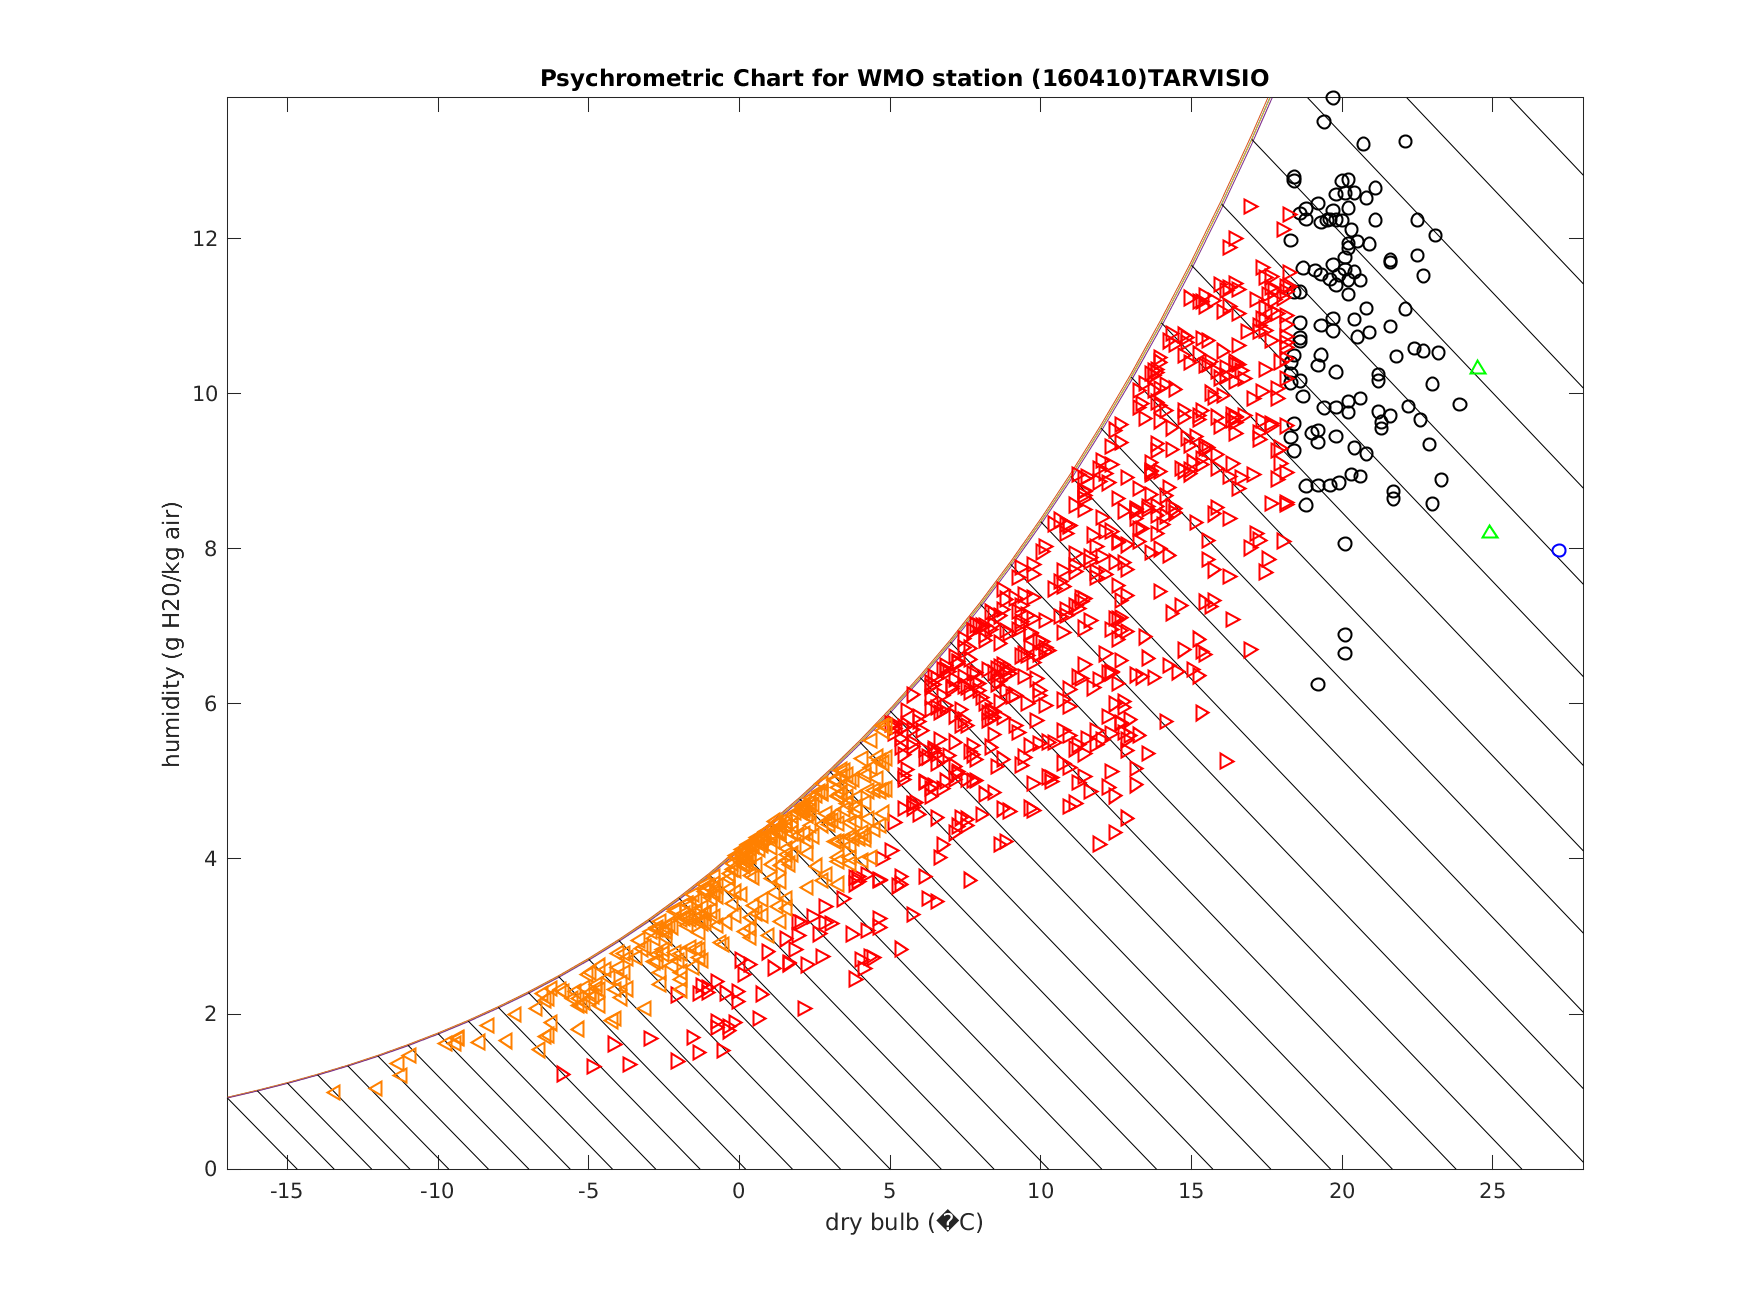 Psychrometric Chart for WMO station (160410)TARVISIO
humidity (g H20/kg air)
12
10
8
6
4
2
0
-15 -10 -5 0 5 10 15 20 25
dry bulb (�C)